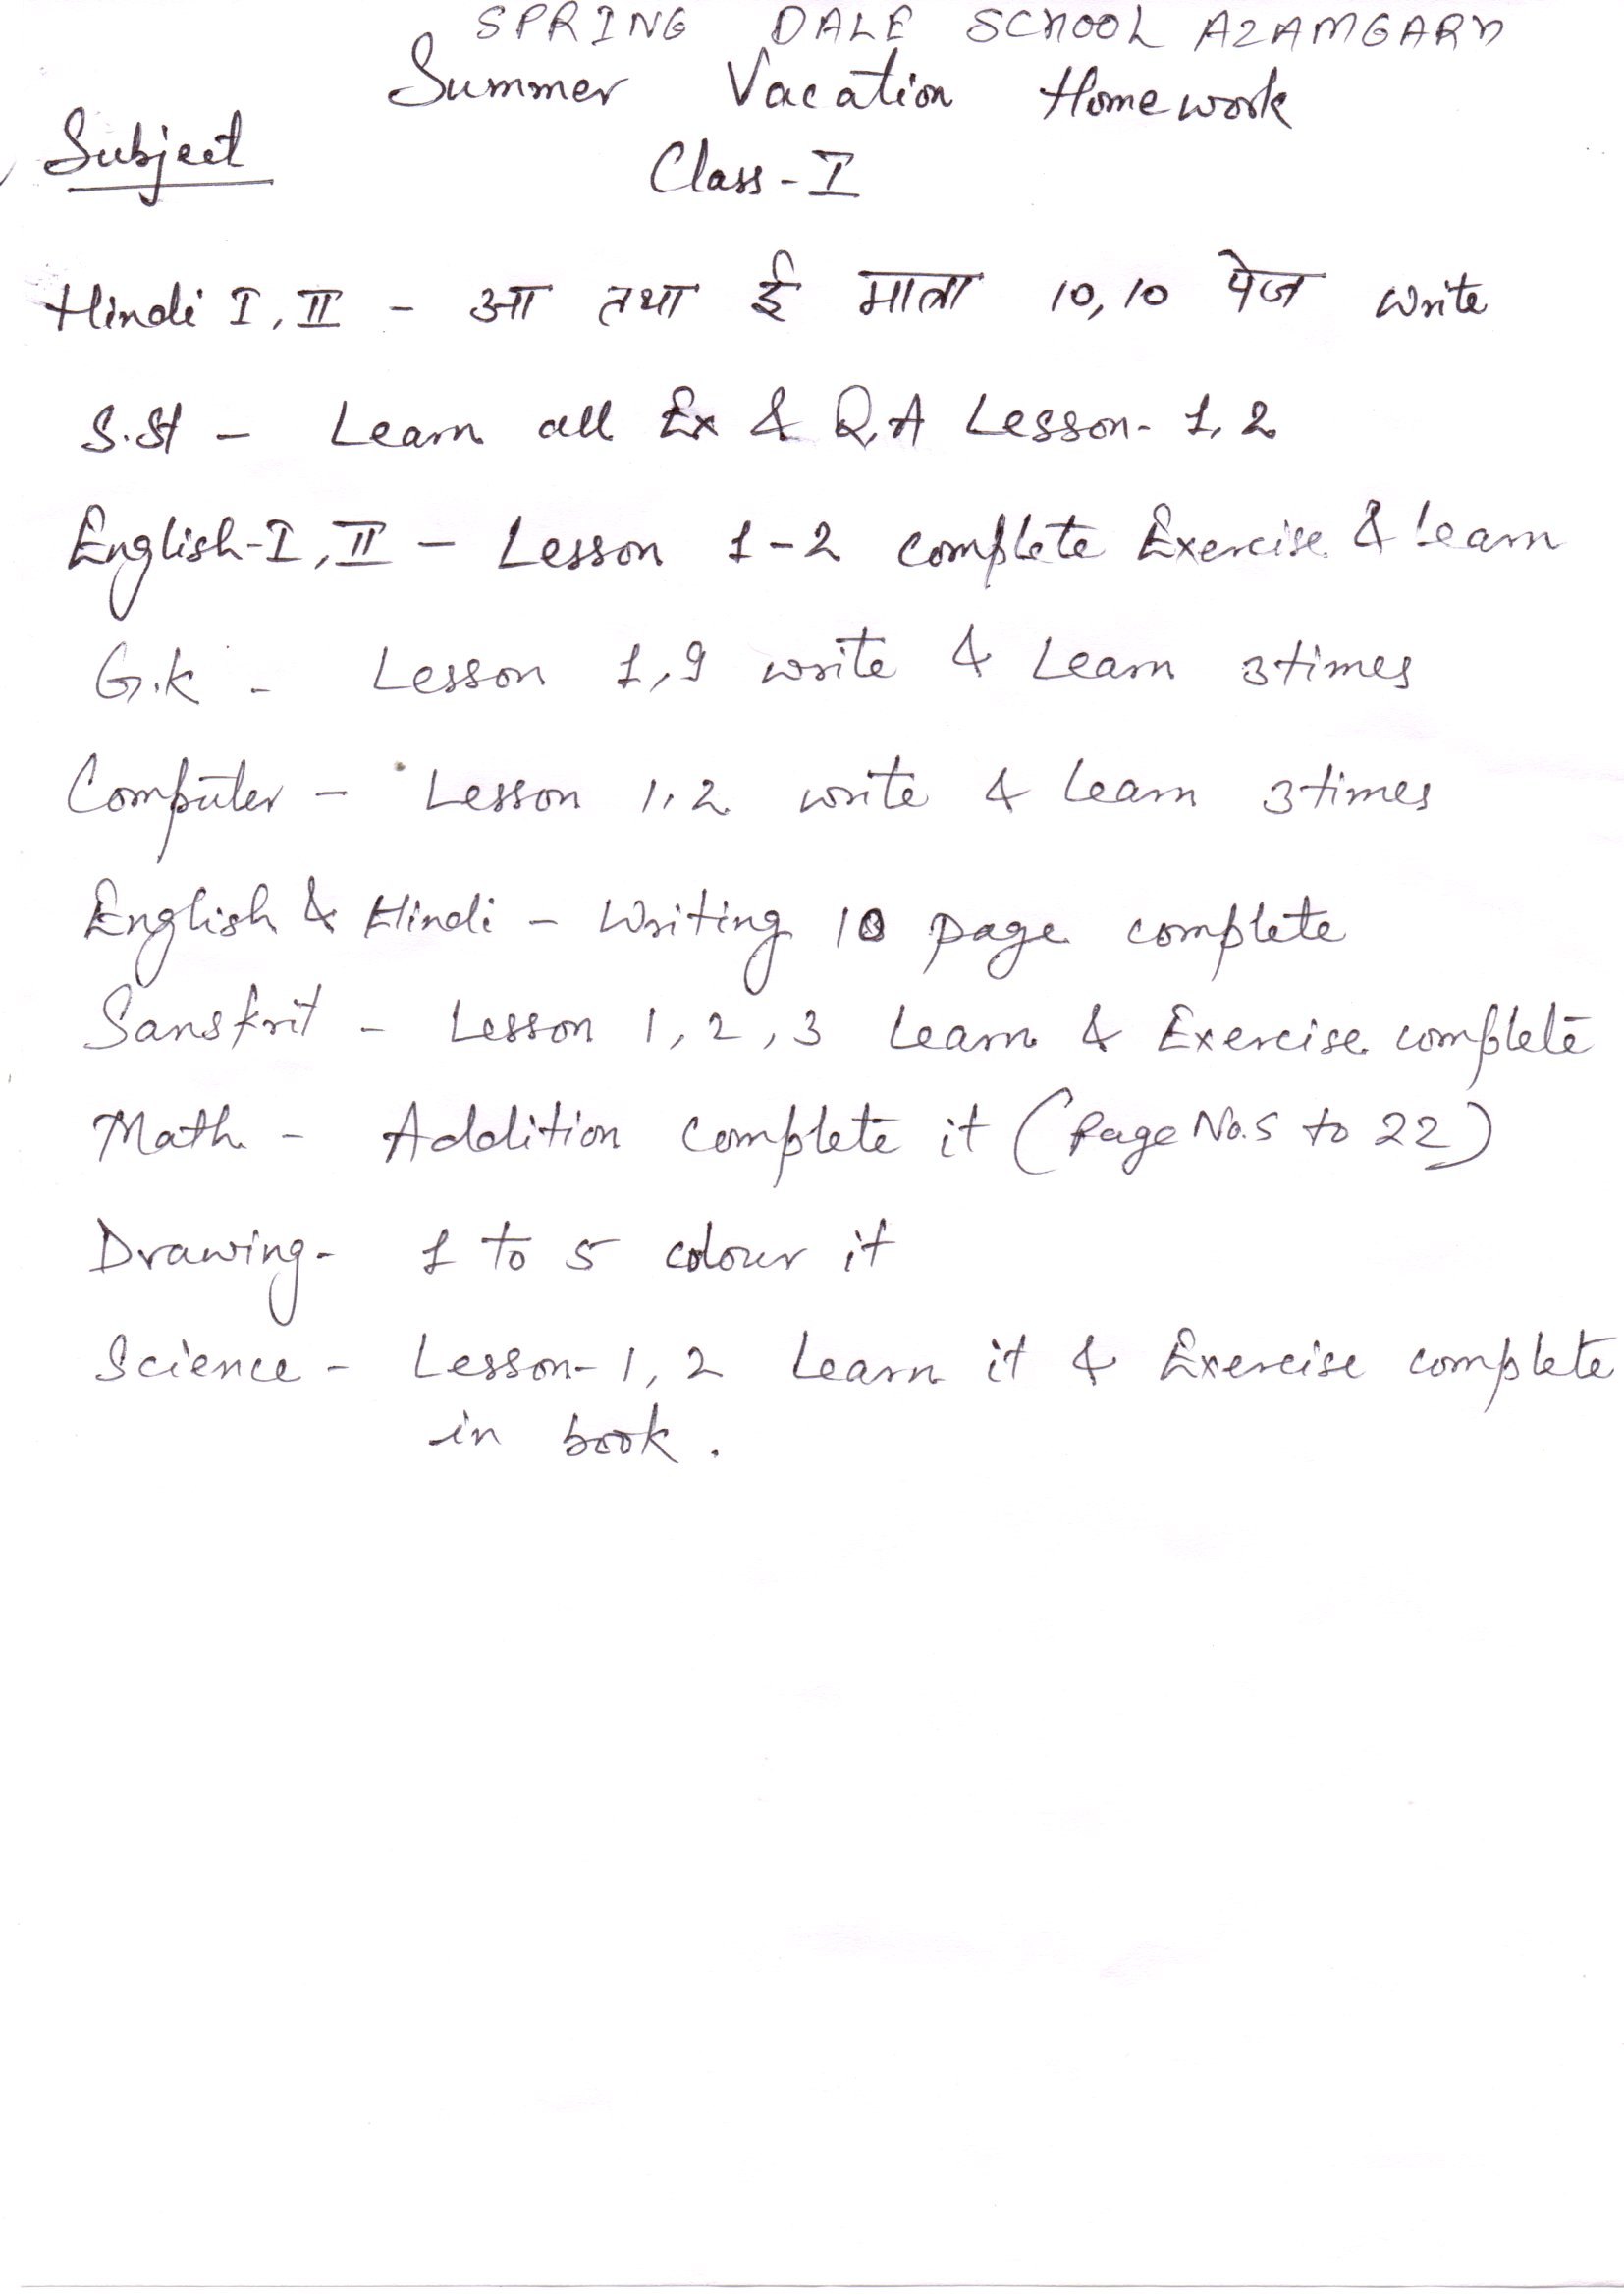 SPRING DALE SCHOOL AZAMGARH
Summer Vacation Homework
Subject
Class - I
Hindi I, II - आ तथा ई मात्रा 10, 10 पेज write
S.St - Learn all Ex & Q.A Lesson - 1, 2
English - I, II - Lesson 1 - 2 complete Exercise & Learn
G.K - Lesson 1, 9 write & Learn 3 times
Computer - Lesson 1, 2 write & Learn 3 times
English & Hindi - Writing 10 page complete
Sanskrit - Lesson 1, 2, 3 Learn & Exercise complete
Math - Addition complete it (Page No. 5 to 22)
Drawing - 1 to 5 colour it
Science - Lesson - 1, 2 Learn it & Exercise complete
in book.